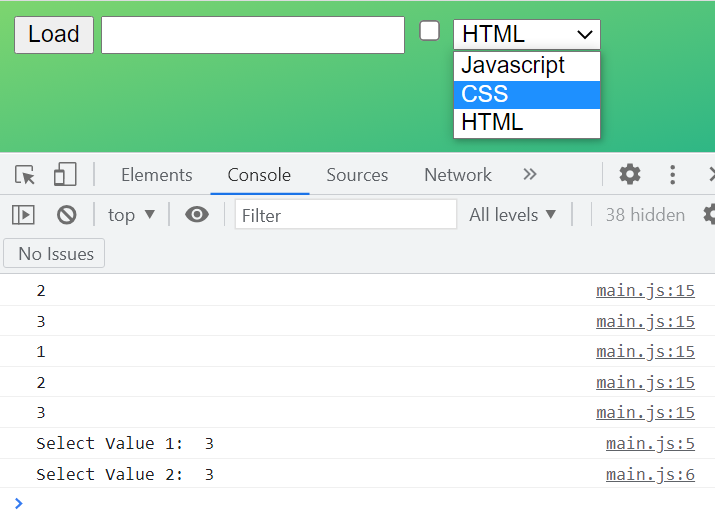 Load HTML
Javascript
CSS
HTML
Elements Console Sources Network »
top ▼ Filter All levels ▼ 38 hidden
No Issues
2 main.js:15
3 main.js:15
1 main.js:15
2 main.js:15
3 main.js:15
Select Value 1:  3 main.js:5
Select Value 2:  3 main.js:6
>